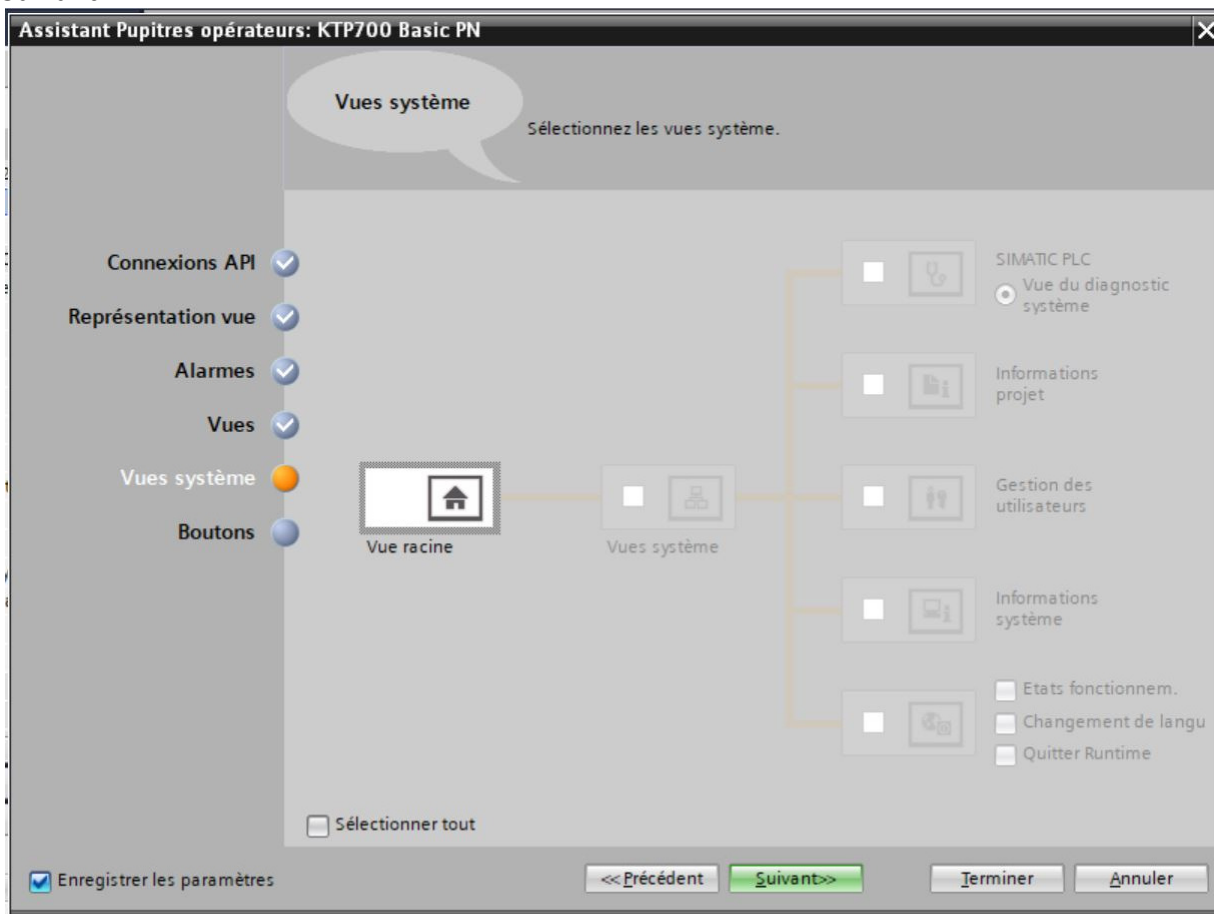 Assistant Pupitres opérateurs: KTP700 Basic PN
Vues système
Sélectionnez les vues système.
Connexions API
Représentation vue
Alarmes
Vues
Vues système
Boutons
Vue racine
Vues système
SIMATIC PLC
Vue du diagnostic
système
Informations
projet
Gestion des
utilisateurs
Informations
système
Etats fonctionnem.
Changement de langu
Quitter Runtime
Sélectionner tout
Enregistrer les paramètres
<<Précédent
Suivant>>
Terminer
Annuler